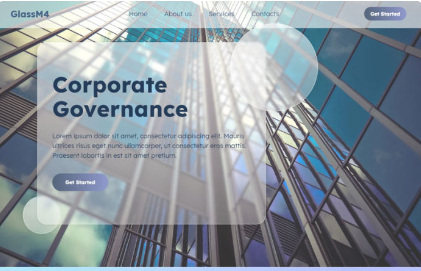 GlassM4
Home About us Services Contacts
Get Started
Corporate
Governance
Lorem ipsum dolor sit amet, consectetur adipiscing elit. Mauris
ultrices risus eget nunc ullamcorper, ut consectetur eros mattis.
Praesent lobortis in est sit amet pretium.
Get Started